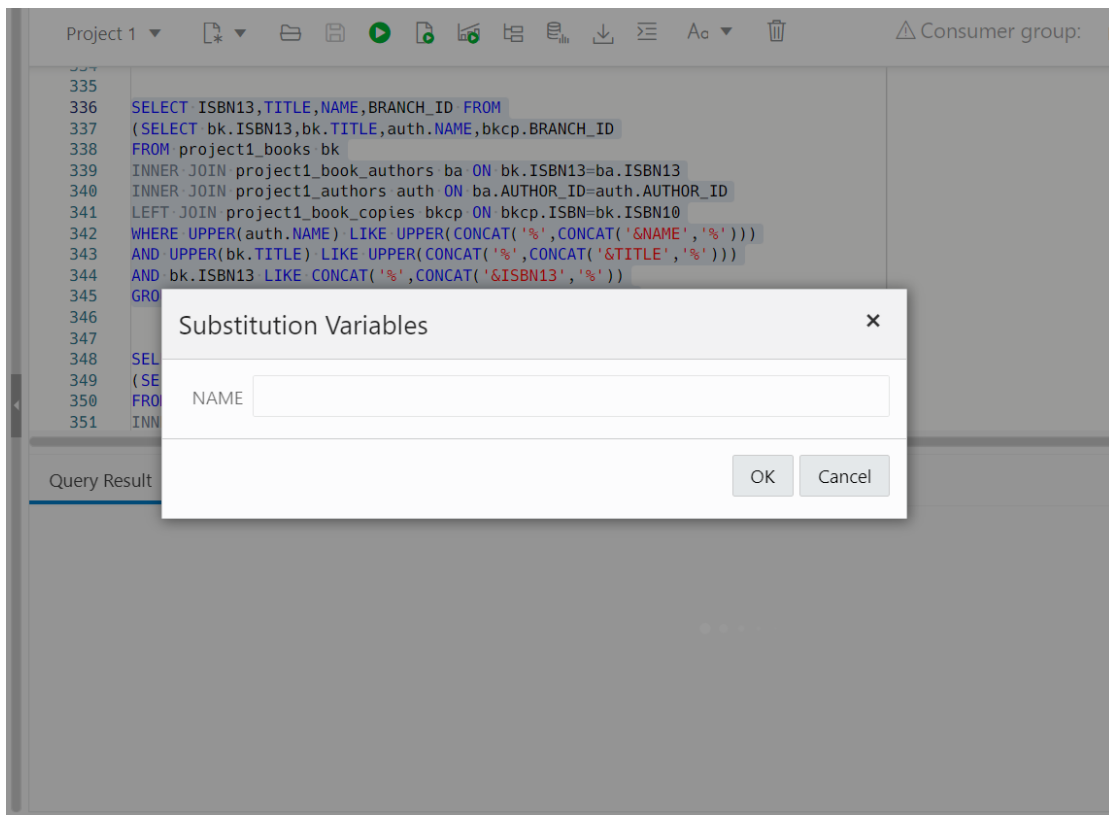 Project 1
Aa
Consumer group:
334
335
336 SELECT ISBN13,TITLE,NAME,BRANCH_ID FROM
337 (SELECT bk.ISBN13,bk.TITLE,auth.NAME,bkcp.BRANCH_ID
338 FROM project1_books bk
339 INNER JOIN project1_book_authors ba ON bk.ISBN13=ba.ISBN13
340 INNER JOIN project1_authors auth ON ba.AUTHOR_ID=auth.AUTHOR_ID
341 LEFT JOIN project1_book_copies bkcp ON bkcp.ISBN=bk.ISBN10
342 WHERE UPPER(auth.NAME) LIKE UPPER(CONCAT('%',CONCAT('&NAME','%')))
343 AND UPPER(bk.TITLE) LIKE UPPER(CONCAT('%',CONCAT('&TITLE','%')))
344 AND bk.ISBN13 LIKE CONCAT('%',CONCAT('&ISBN13','%'))
345 GRO
346
347
348 SEL
349 (SE
350 FRO
351 INN
Substitution Variables
NAME
OK
Cancel
Query Result